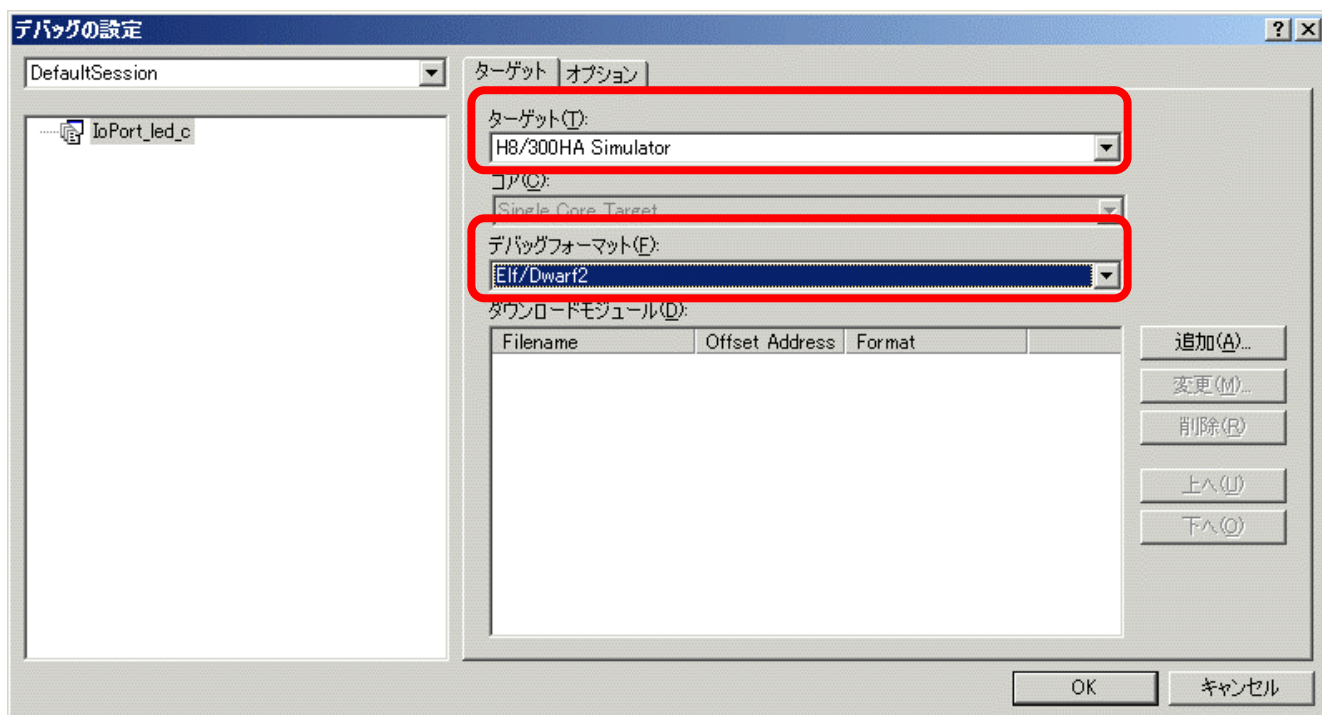 デバッグの設定
DefaultSession
IoPort_led_c
ターゲット オプション
ターゲット(T):
H8/300HA Simulator
コア(C):
Single Core Target
デバッグフォーマット(F):
Elf/Dwarf2
ダウンロードモジュール(D):
Filename Offset Address Format
追加(A)...
変更(M)...
削除(R)
上へ(U)
下へ(O)
OK キャンセル